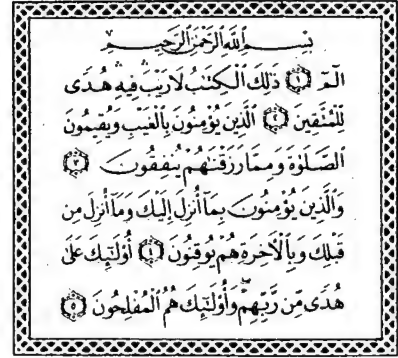 بِسْمِ ٱللَّهِ ٱلرَّحْمَٰنِ ٱلرَّحِيمِ
الٓمٓ ۝١ ذَٰلِكَ ٱلْكِتَٰبُ لَا رَيْبَ ۛ فِيهِ ۛ هُدًى
لِّلْمُتَّقِينَ ۝٢ ٱلَّذِينَ يُؤْمِنُونَ بِٱلْغَيْبِ وَيُقِيمُونَ
ٱلصَّلَوٰةَ وَمِمَّا رَزَقْنَٰهُمْ يُنفِقُونَ ۝٣
وَٱلَّذِينَ يُؤْمِنُونَ بِمَآ أُنزِلَ إِلَيْكَ وَمَآ أُنزِلَ مِن
قَبْلِكَ وَبِٱلْأَخِرَةِ هُمْ يُوقِنُونَ ۝٤ أُو۟لَٰٓئِكَ عَلَىٰ
هُدًى مِّن رَّبِّهِمْ ۖ وَأُو۟لَٰٓئِكَ هُمُ ٱلْمُفْلِحُونَ ۝٥